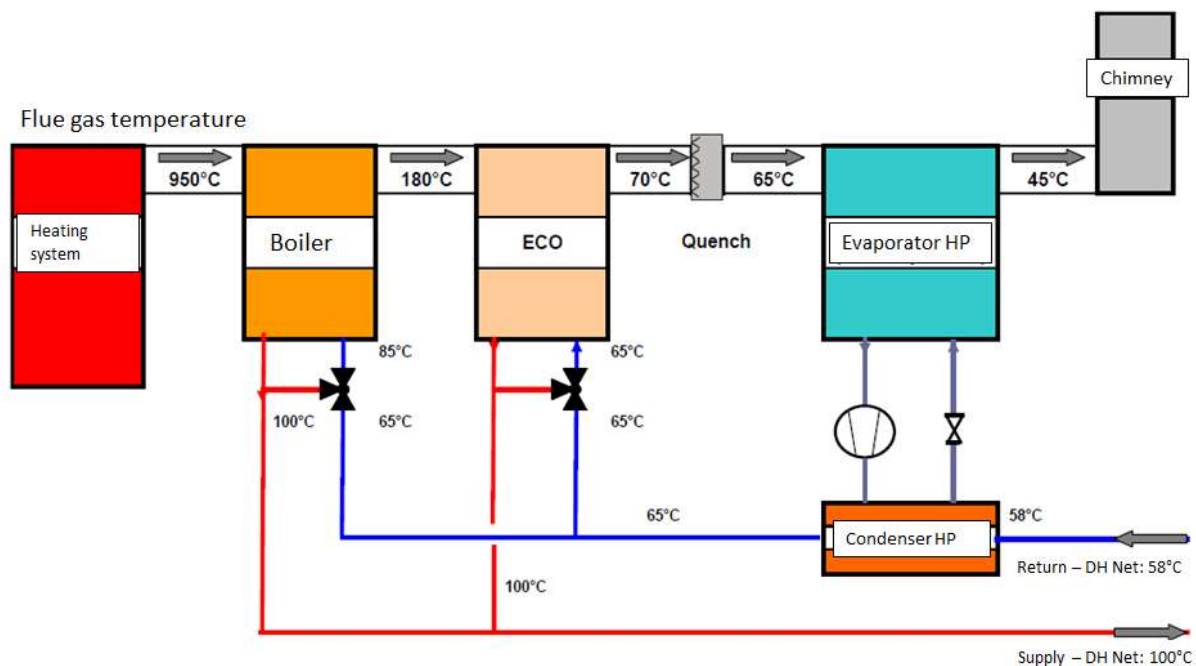 Chimney
Flue gas temperature
950°C
180°C
70°C
65°C
45°C
Heating
system
Boiler
ECO
Quench
Evaporator HP
85°C
65°C
100°C
65°C
65°C
65°C
58°C
Condenser HP
Return – DH Net: 58°C
100°C
Supply – DH Net: 100°C